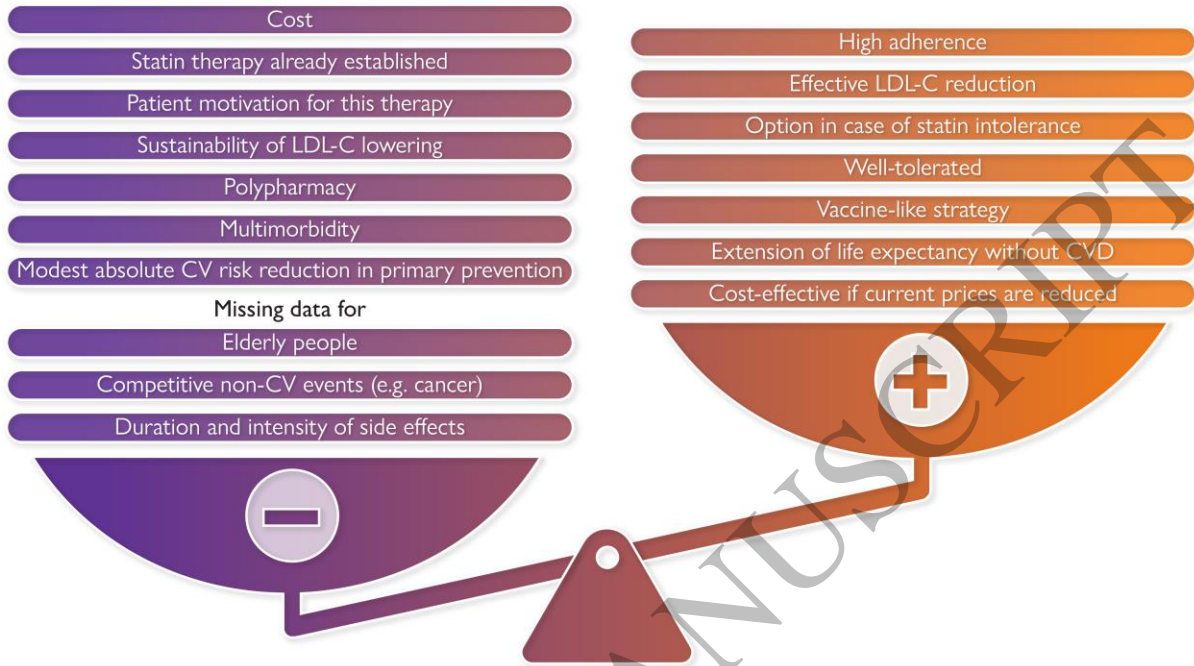 Cost
Statin therapy already established
Patient motivation for this therapy
Sustainability of LDL-C lowering
Polypharmacy
Multimorbidity
Modest absolute CV risk reduction in primary prevention
Missing data for
Elderly people
Competitive non-CV events (e.g. cancer)
Duration and intensity of side effects
High adherence
Effective LDL-C reduction
Option in case of statin intolerance
Well-tolerated
Vaccine-like strategy
Extension of life expectancy without CVD
Cost-effective if current prices are reduced
ANUSCRIPT